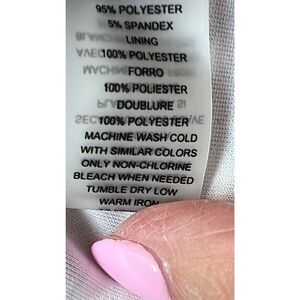 95% POLYESTER
5% SPANDEX
LINING
100% POLYESTER
FORRO
100% POLIESTER
DOUBLURE
100% POLYESTER
MACHINE WASH COLD
WITH SIMILAR COLORS
ONLY NON-CHLORINE
BLEACH WHEN NEEDED
TUMBLE DRY LOW
WARM IRON